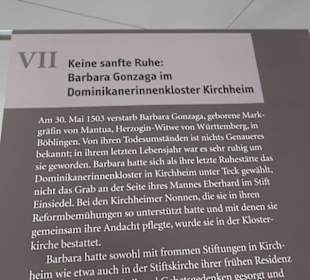 VII
Keine sanfte Ruhe:
Barbara Gonzaga im
Dominikanerinnenkloster Kirchheim
Am 30. Mai 1503 verstarb Barbara Gonzaga, geborene Mark-
gräfin von Mantua, Herzogin-Witwe von Württemberg, in
Böblingen. Von ihren Todesumständen ist nichts Genaueres
bekannt; in ihrem letzten Lebensjahr war es sehr ruhig um
sie geworden. Barbara hatte sich als ihre letzte Ruhestätte das
Dominikanerinnenkloster in Kirchheim unter Teck gewählt,
nicht das Grab an der Seite ihres Mannes Eberhard im Stift
Einsiedel. Bei den Kirchheimer Nonnen, die sie in ihren
Reformbemühungen so unterstützt hatte und mit denen sie
gemeinsam ihre Andacht pflegte, wurde sie in der Kloster-
kirche bestattet.
Barbara hatte sowohl mit frommen Stiftungen in Kirch-
heim wie etwa auch in der Stiftskirche ihrer frühen Residenz
Gebetsgedenken gesorgt und